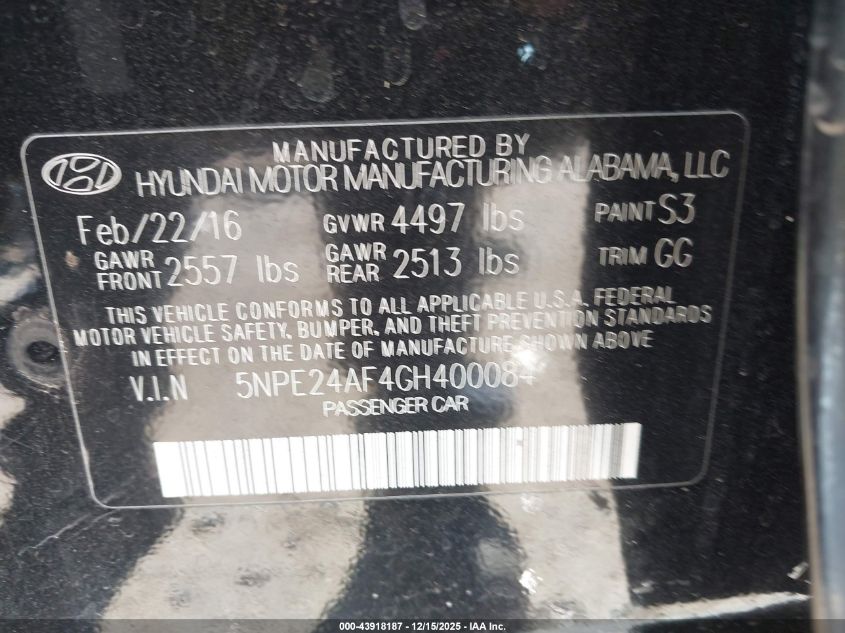 MANUFACTURED BY
HYUNDAI MOTOR MANUFACTURING ALABAMA, LLC
Feb/22/16 GVWR 4497 lbs PAINT S3
GAWR FRONT 2557 lbs GAWR REAR 2513 lbs TRIM GG
THIS VEHICLE CONFORMS TO ALL APPLICABLE U.S.A. FEDERAL
MOTOR VEHICLE SAFETY, BUMPER, AND THEFT PREVENTION STANDARDS
IN EFFECT ON THE DATE OF MANUFACTURE SHOWN ABOVE
V.I.N 5NPE24AF4GH400084
PASSENGER CAR
000-43918187 - 12/15/2025 - IAA Inc.